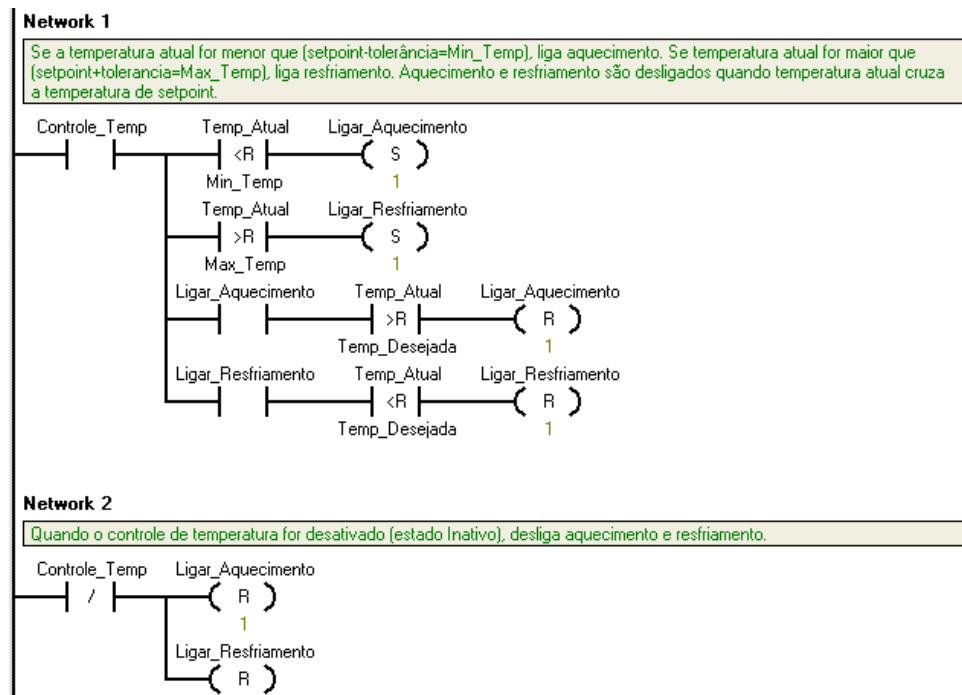 Network 1
Se a temperatura atual for menor que (setpoint-tolerância=Min_Temp), liga aquecimento. Se temperatura atual for maior que
(setpoint+tolerancia=Max_Temp), liga resfriamento. Aquecimento e resfriamento são desligados quando temperatura atual cruza
a temperatura de setpoint.
Controle_Temp Temp_Atual Ligar_Aquecimento
<R S
Min_Temp 1
Temp_Atual Ligar_Resfriamento
>R S
Max_Temp 1
Ligar_Aquecimento Temp_Atual Ligar_Aquecimento
>R R
Temp_Desejada 1
Ligar_Resfriamento Temp_Atual Ligar_Resfriamento
<R R
Temp_Desejada 1
Network 2
Quando o controle de temperatura for desativado (estado Inativo), desliga aquecimento e resfriamento.
Controle_Temp Ligar_Aquecimento
/ R
1
Ligar_Resfriamento
R